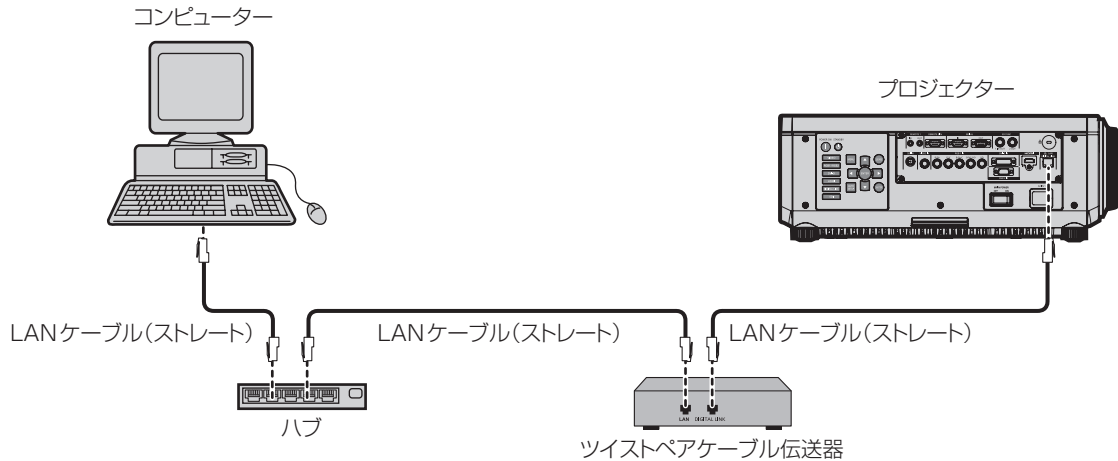 コンピューター
プロジェクター
LANケーブル(ストレート)
LANケーブル(ストレート)
LANケーブル(ストレート)
LAN
DIGITAL LINK
ハブ
ツイストペアケーブル伝送器